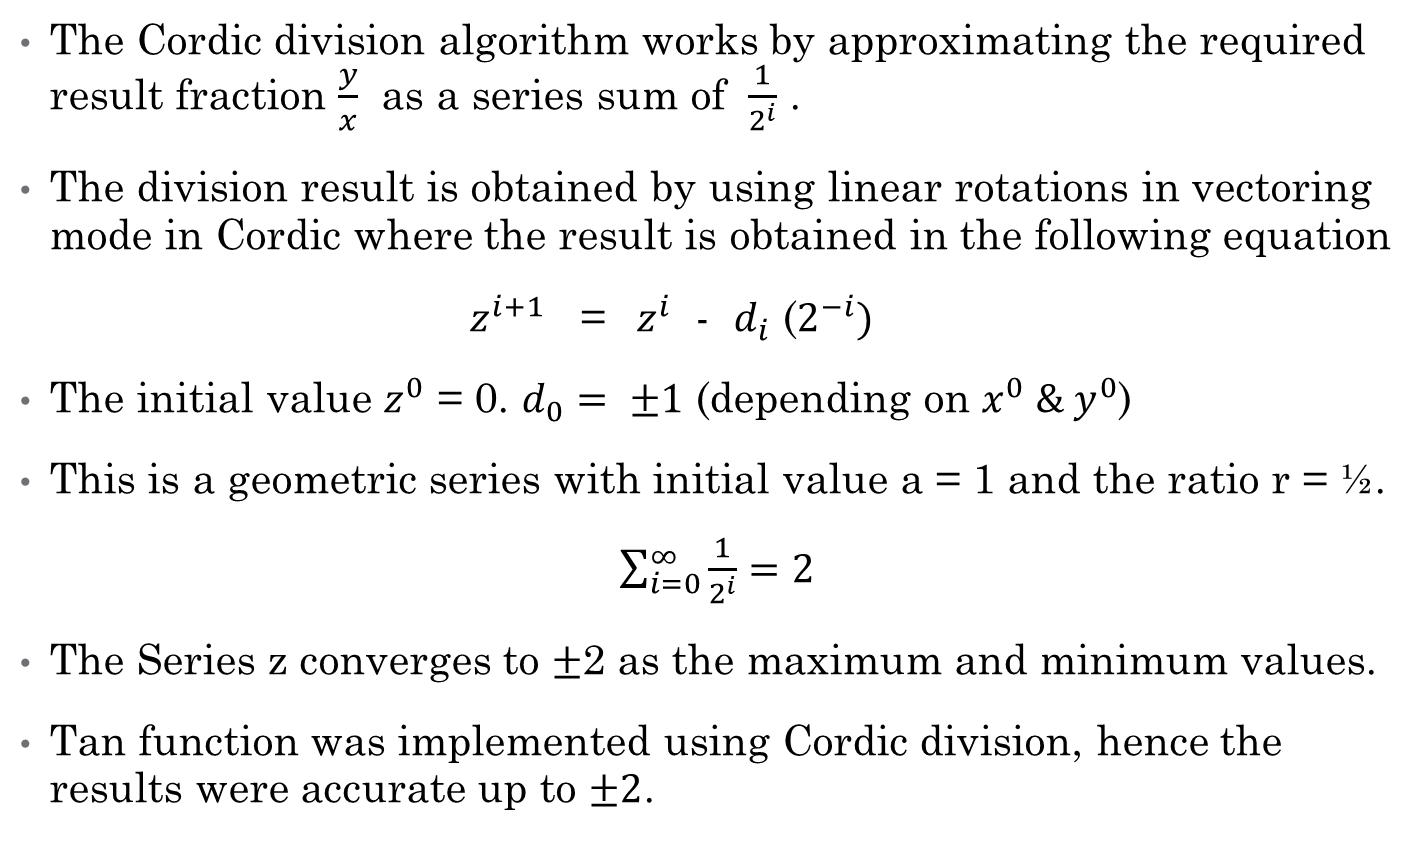 • The Cordic division algorithm works by approximating the required
result fraction y/x as a series sum of 1/2^i .
• The division result is obtained by using linear rotations in vectoring
mode in Cordic where the result is obtained in the following equation
z^{i+1} = z^i - d_i (2^{−i})
• The initial value z^0 = 0. d_0 = ±1 (depending on x^0 & y^0)
• This is a geometric series with initial value a = 1 and the ratio r = ½.
∑_{i=0}^{∞} 1/2^i = 2
• The Series z converges to ±2 as the maximum and minimum values.
• Tan function was implemented using Cordic division, hence the
results were accurate up to ±2.